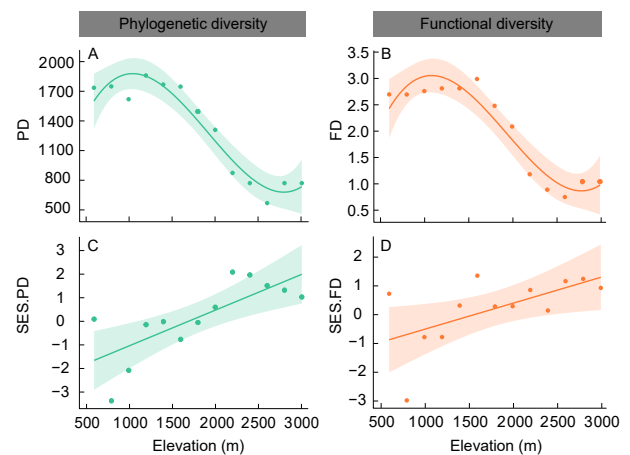 Phylogenetic diversity
Functional diversity
A
2000
1700
1400
1100
800
500
PD
B
3.5
3.0
2.5
2.0
1.5
1.0
0.5
FD
C
3
2
1
0
−1
−2
−3
SES.PD
500 1000 1500 2000 2500 3000
Elevation (m)
D
2
1
0
−1
−2
−3
SES.FD
500 1000 1500 2000 2500 3000
Elevation (m)